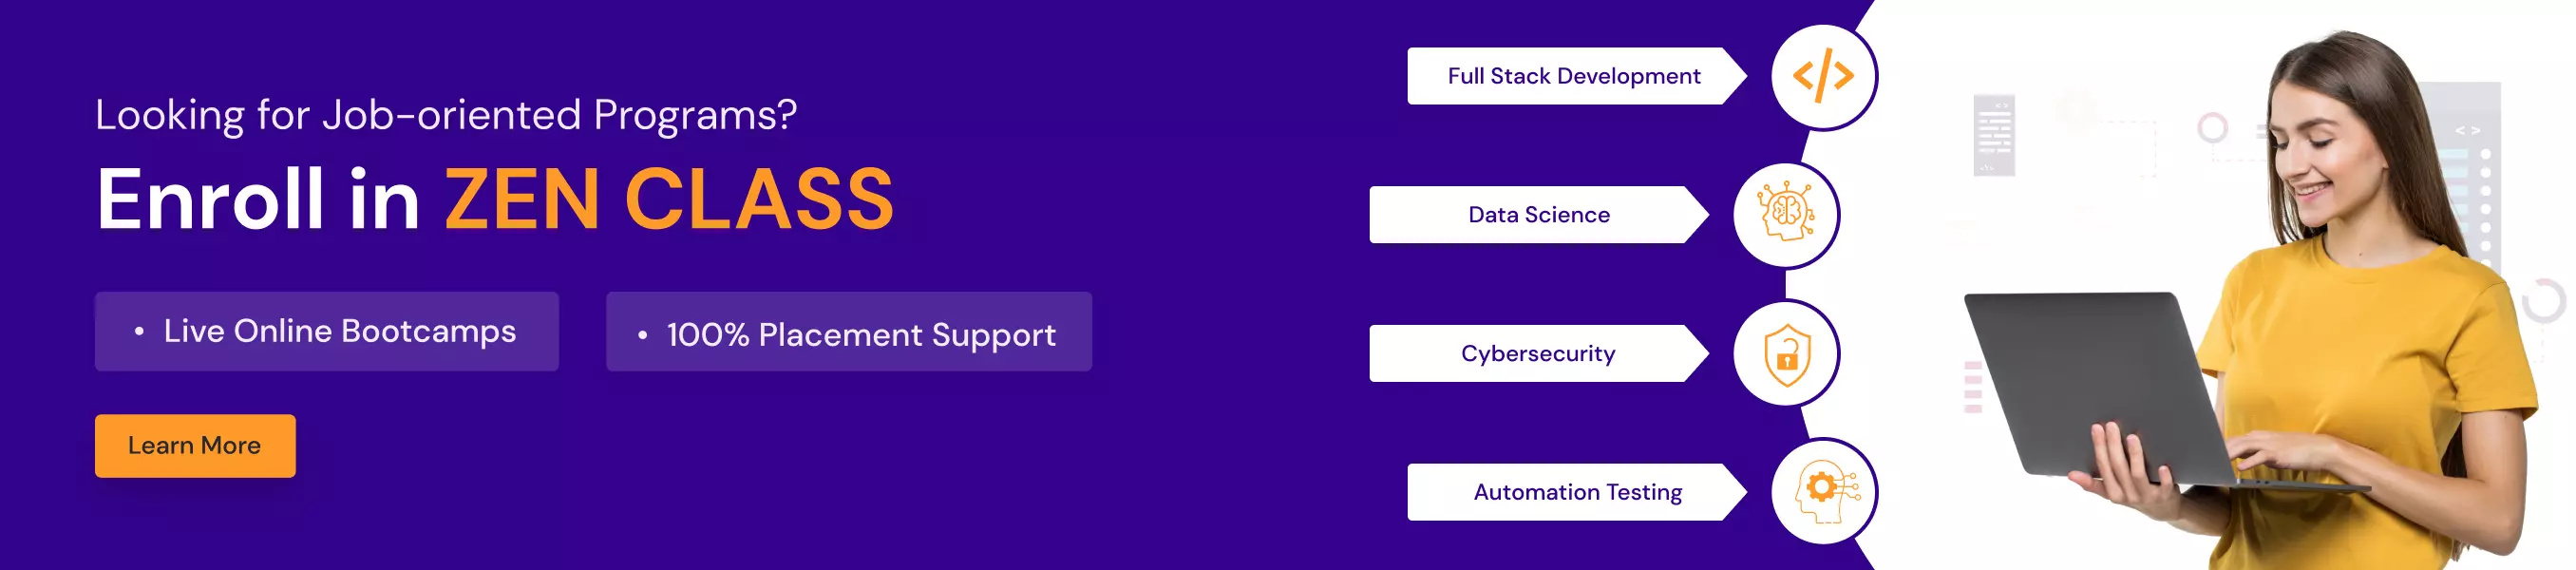 Looking for Job-oriented Programs?
Enroll in ZEN CLASS
• Live Online Bootcamps
• 100% Placement Support
Learn More
Full Stack Development
</>
Data Science
Cybersecurity
Automation Testing
< >